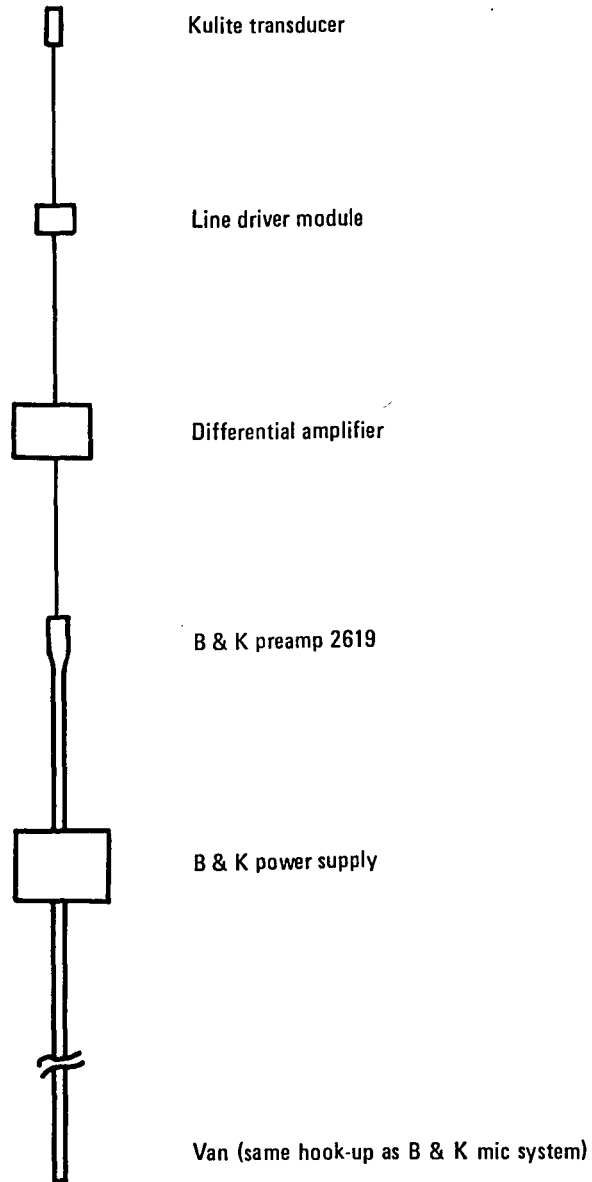 Kulite transducer
Line driver module
Differential amplifier
B & K preamp 2619
B & K power supply
Van (same hook-up as B & K mic system)